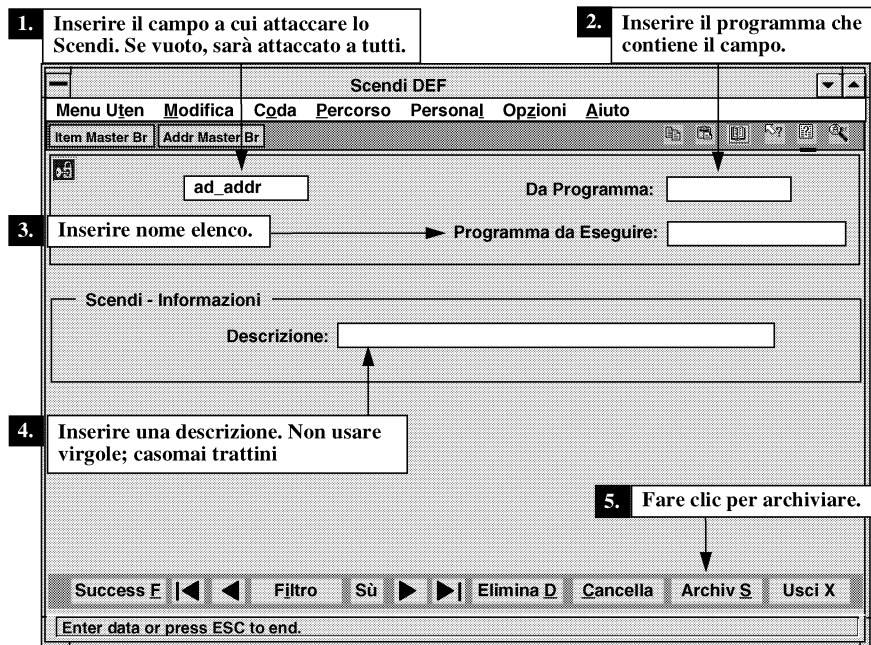 1. Inserire il campo a cui attaccare lo
Scendi. Se vuoto, sarà attaccato a tutti.
2. Inserire il programma che
contiene il campo.
Scendi DEF
Menu Uten Modifica Coda Percorso Personal Opzioni Aiuto
Item Master Br Addr Master Br
ad_addr
Da Programma:
3. Inserire nome elenco.
Programma da Eseguire:
Scendi - Informazioni
Descrizione:
4. Inserire una descrizione. Non usare
virgole; casomai trattini
5. Fare clic per archiviare.
Success F Filtro Sù Elimina D Cancella Archiv S Usci X
Enter data or press ESC to end.